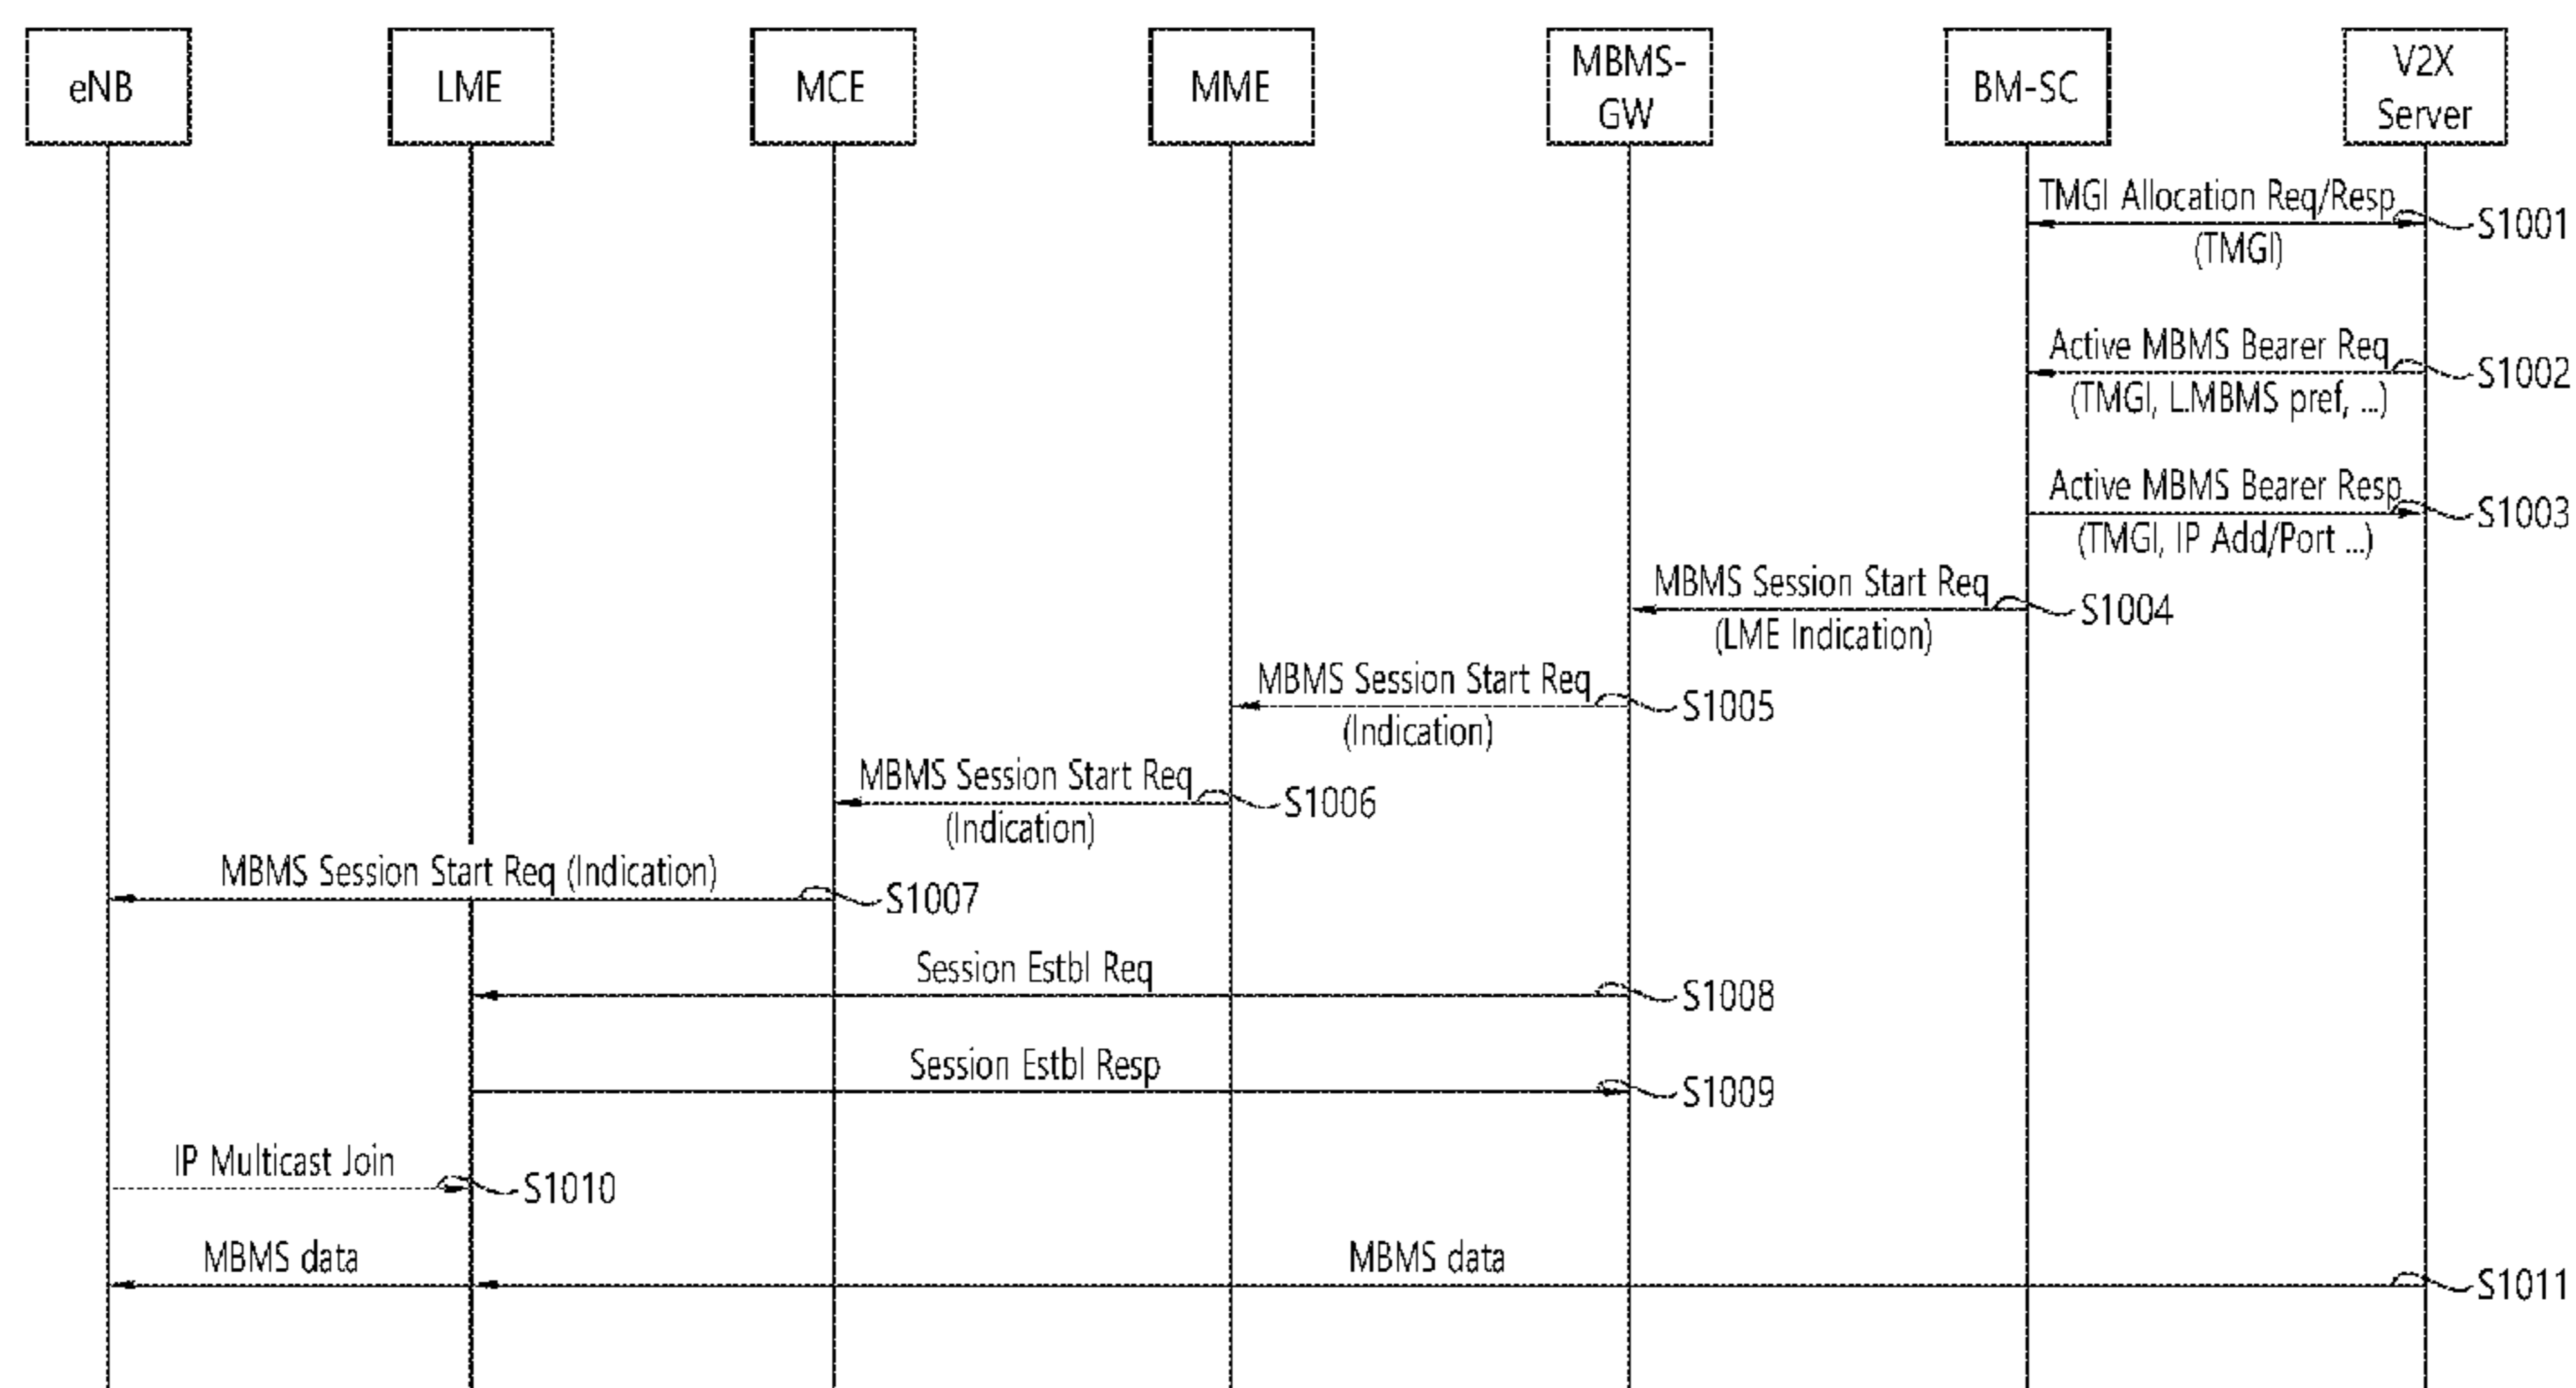 eNB
LME
MCE
MME
MBMS-
GW
BM-SC
V2X
Server
TMGI Allocation Req/Resp
S1001
(TMGI)
Active MBMS Bearer Req
S1002
(TMGI, L.MBMS pref, ...)
Active MBMS Bearer Resp
S1003
(TMGI, IP Add/Port ...)
MBMS Session Start Req
S1004
(LME Indication)
MBMS Session Start Req
S1005
(Indication)
MBMS Session Start Req
S1006
(Indication)
MBMS Session Start Req (Indication)
S1007
Session Estbl Req
S1008
Session Estbl Resp
S1009
IP Multicast Join
S1010
MBMS data
MBMS data
S1011